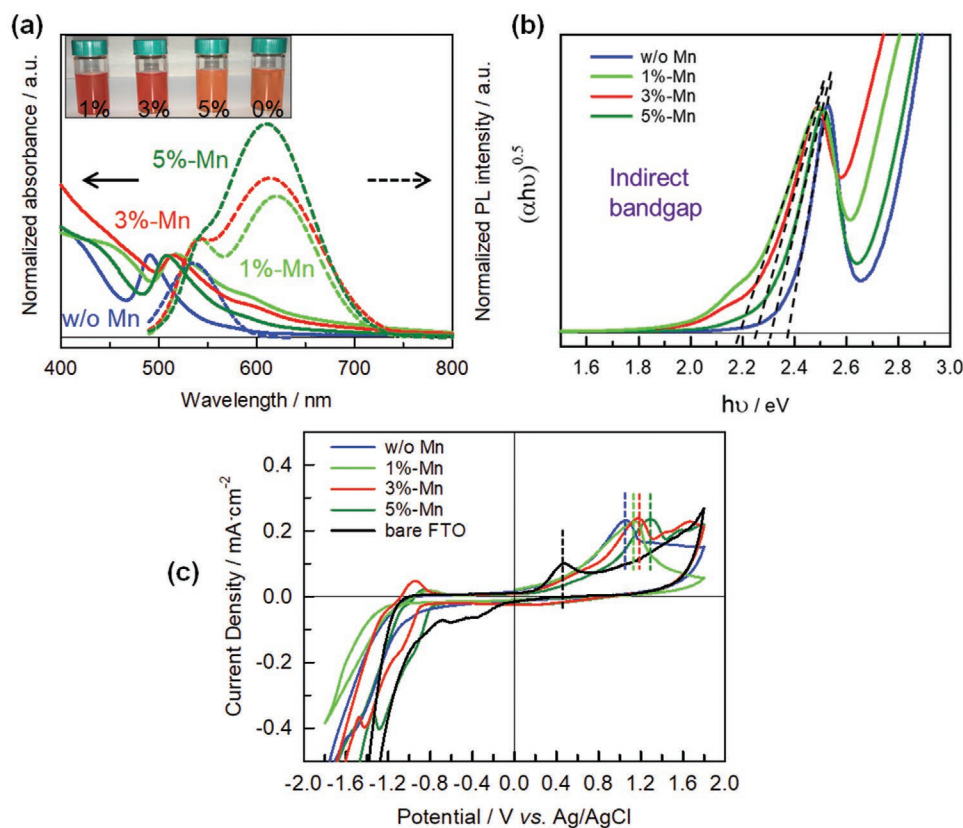 (a)
1% 3% 5% 0%
5%-Mn
3%-Mn
1%-Mn
w/o Mn
Normalized absorbance / a.u.
Normalized PL intensity / a.u.
400 500 600 700 800
Wavelength / nm
(b)
w/o Mn
1%-Mn
3%-Mn
5%-Mn
Indirect
bandgap
(αhυ)^0.5
1.6 1.8 2.0 2.2 2.4 2.6 2.8 3.0
hυ / eV
(c)
w/o Mn
1%-Mn
3%-Mn
5%-Mn
bare FTO
Current Density / mA·cm⁻²
0.4
0.2
0.0
-0.2
-0.4
-2.0 -1.6 -1.2 -0.8 -0.4 0.0 0.4 0.8 1.2 1.6 2.0
Potential / V vs. Ag/AgCl